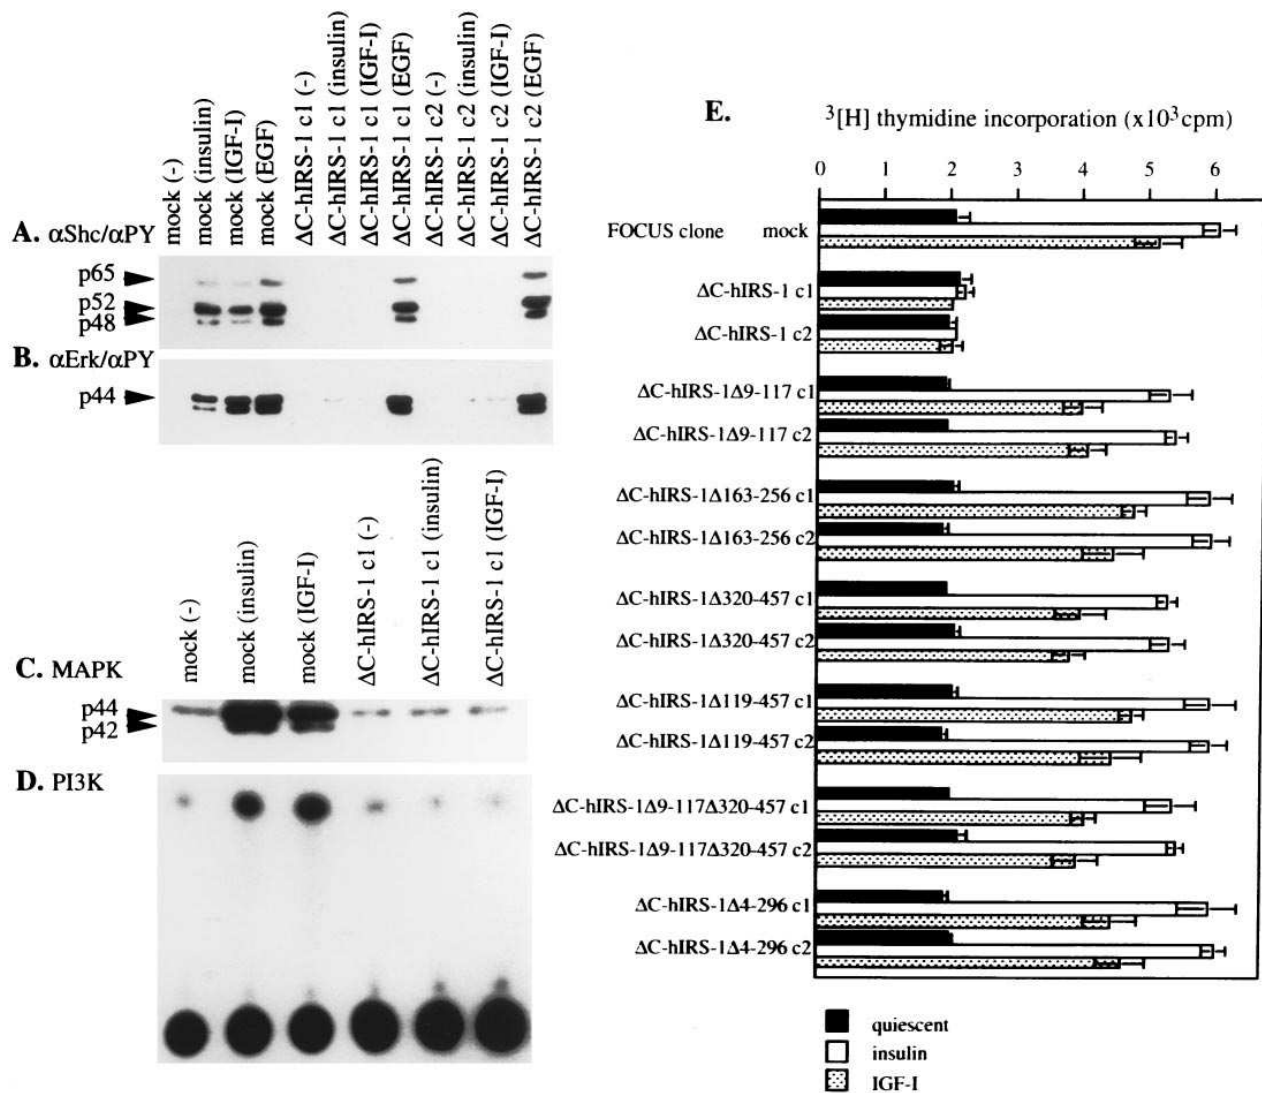 mock (-)
mock (insulin)
mock (IGF-I)
mock (EGF)
ΔC-hIRS-1 c1 (-)
ΔC-hIRS-1 c1 (insulin)
ΔC-hIRS-1 c1 (IGF-I)
ΔC-hIRS-1 c1 (EGF)
ΔC-hIRS-1 c2 (-)
ΔC-hIRS-1 c2 (insulin)
ΔC-hIRS-1 c2 (IGF-I)
ΔC-hIRS-1 c2 (EGF)
A. αShc/αPY
p65
p52
p48
B. αErk/αPY
p44
mock (-)
mock (insulin)
mock (IGF-I)
ΔC-hIRS-1 c1 (-)
ΔC-hIRS-1 c1 (insulin)
ΔC-hIRS-1 c1 (IGF-I)
C. MAPK
p44
p42
D. PI3K
E.
³[H] thymidine incorporation (x10³cpm)
0 1 2 3 4 5 6
FOCUS clone mock
ΔC-hIRS-1 c1
ΔC-hIRS-1 c2
ΔC-hIRS-1Δ9-117 c1
ΔC-hIRS-1Δ9-117 c2
ΔC-hIRS-1Δ163-256 c1
ΔC-hIRS-1Δ163-256 c2
ΔC-hIRS-1Δ320-457 c1
ΔC-hIRS-1Δ320-457 c2
ΔC-hIRS-1Δ119-457 c1
ΔC-hIRS-1Δ119-457 c2
ΔC-hIRS-1Δ9-117Δ320-457 c1
ΔC-hIRS-1Δ9-117Δ320-457 c2
ΔC-hIRS-1Δ4-296 c1
ΔC-hIRS-1Δ4-296 c2
quiescent
insulin
IGF-I